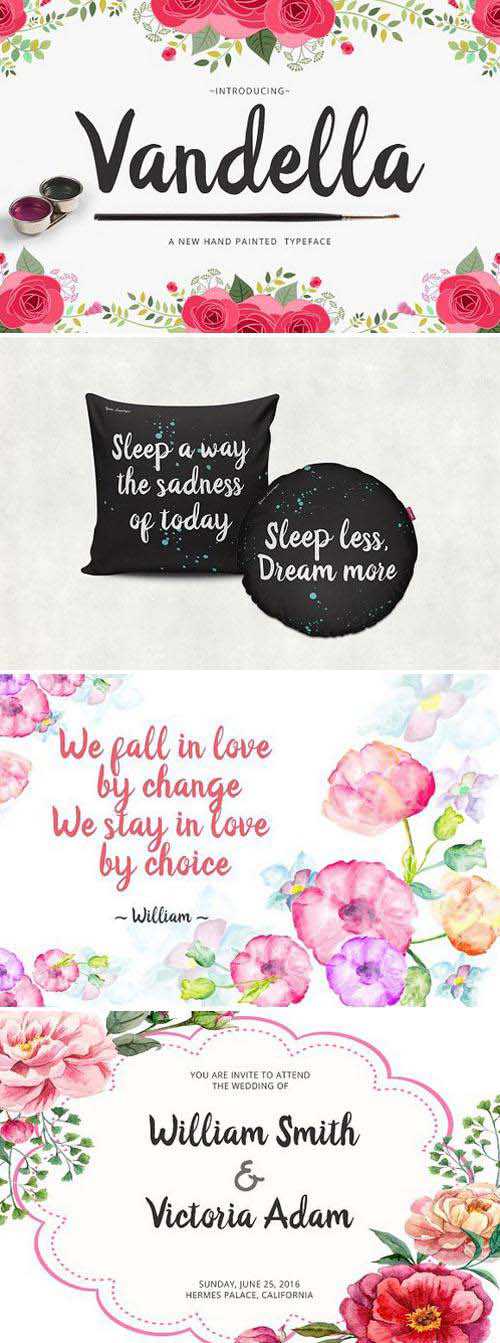 ~INTRODUCING~
Vandella
A NEW HAND PAINTED TYPEFACE
Sleep a way
the sadness
of today
Sleep less,
Dream more
We fall in love
by change
We stay in love
by choice
~ William ~
YOU ARE INVITE TO ATTEND
THE WEDDING OF
William Smith
&
Victoria Adam
SUNDAY, JUNE 25, 2016
HERMES PALACE, CALIFORNIA